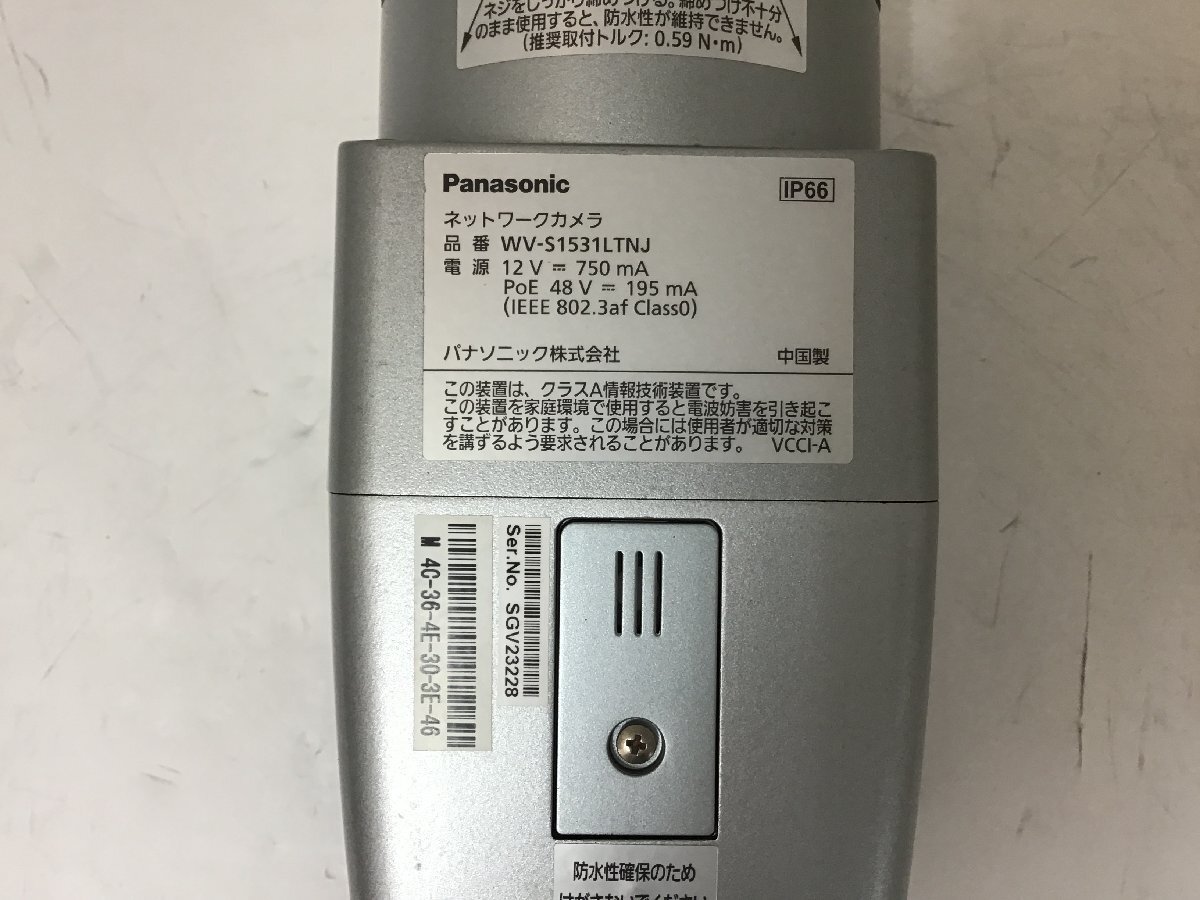 ネジをしっかり締めつける。締めつけ不十分
のまま使用すると、防水性が維持できません。
(推奨取付トルク: 0.59 N・m)
Panasonic
IP66
ネットワークカメラ
品 番 WV-S1531LTNJ
電 源 12 V ⎓ 750 mA
PoE 48 V ⎓ 195 mA
(IEEE 802.3af Class0)
パナソニック株式会社 中国製
この装置は、クラスA情報技術装置です。
この装置を家庭環境で使用すると電波妨害を引き起こ
すことがあります。この場合には使用者が適切な対策
を講ずるよう要求されることがあります。 VCCI-A
Ser.No. SGV23228
M 4C-36-4E-30-3E-46
防水性確保のため
はがさないでください